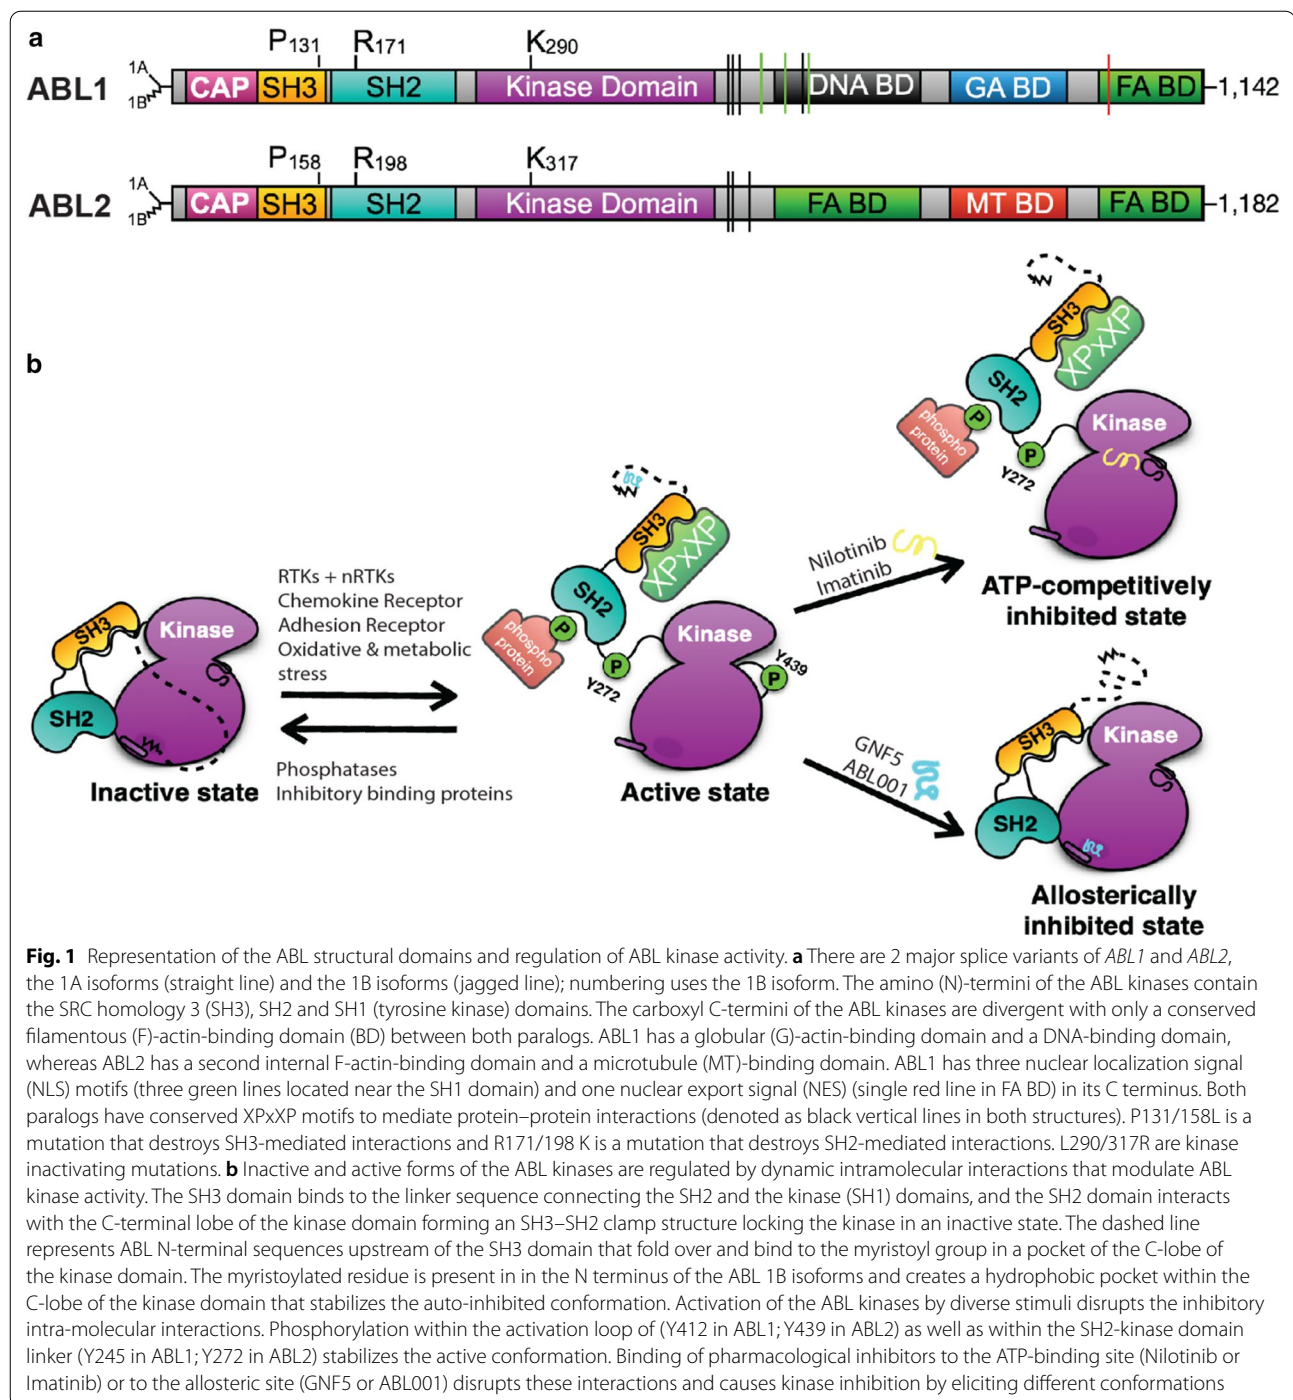 a
P131 R171 K290
ABL1 1A 1B CAP SH3 SH2 Kinase Domain DNA BD GA BD FA BD 1,142
P158 R198 K317
ABL2 1A 1B CAP SH3 SH2 Kinase Domain FA BD MT BD FA BD 1,182
b
SH3
SH2
Kinase
Inactive state
RTKs + nRTKs
Chemokine Receptor
Adhesion Receptor
Oxidative & metabolic
stress
Phosphatases
Inhibitory binding proteins
SH3
XPxXP
SH2
phospho
protein
P
P
Y272
Kinase
Y439
P
Active state
Nilotinib
Imatinib
SH3
XPxXP
SH2
phospho
protein
P
P
Y272
Kinase
ATP-competitively
inhibited state
GNF5
ABL001
SH3
SH2
Kinase
Allosterically
inhibited state
Fig. 1 Representation of the ABL structural domains and regulation of ABL kinase activity. a There are 2 major splice variants of ABL1 and ABL2,
the 1A isoforms (straight line) and the 1B isoforms (jagged line); numbering uses the 1B isoform. The amino (N)-termini of the ABL kinases contain
the SRC homology 3 (SH3), SH2 and SH1 (tyrosine kinase) domains. The carboxyl C-termini of the ABL kinases are divergent with only a conserved
filamentous (F)-actin-binding domain (BD) between both paralogs. ABL1 has a globular (G)-actin-binding domain and a DNA-binding domain,
whereas ABL2 has a second internal F-actin-binding domain and a microtubule (MT)-binding domain. ABL1 has three nuclear localization signal
(NLS) motifs (three green lines located near the SH1 domain) and one nuclear export signal (NES) (single red line in FA BD) in its C terminus. Both
paralogs have conserved XPxXP motifs to mediate protein–protein interactions (denoted as black vertical lines in both structures). P131/158L is a
mutation that destroys SH3-mediated interactions and R171/198 K is a mutation that destroys SH2-mediated interactions. L290/317R are kinase
inactivating mutations. b Inactive and active forms of the ABL kinases are regulated by dynamic intramolecular interactions that modulate ABL
kinase activity. The SH3 domain binds to the linker sequence connecting the SH2 and the kinase (SH1) domains, and the SH2 domain interacts
with the C-terminal lobe of the kinase domain forming an SH3–SH2 clamp structure locking the kinase in an inactive state. The dashed line
represents ABL N-terminal sequences upstream of the SH3 domain that fold over and bind to the myristoyl group in a pocket of the C-lobe of
the kinase domain. The myristoylated residue is present in in the N terminus of the ABL 1B isoforms and creates a hydrophobic pocket within the
C-lobe of the kinase domain that stabilizes the auto-inhibited conformation. Activation of the ABL kinases by diverse stimuli disrupts the inhibitory
intra-molecular interactions. Phosphorylation within the activation loop of (Y412 in ABL1; Y439 in ABL2) as well as within the SH2-kinase domain
linker (Y245 in ABL1; Y272 in ABL2) stabilizes the active conformation. Binding of pharmacological inhibitors to the ATP-binding site (Nilotinib or
Imatinib) or to the allosteric site (GNF5 or ABL001) disrupts these interactions and causes kinase inhibition by eliciting different conformations